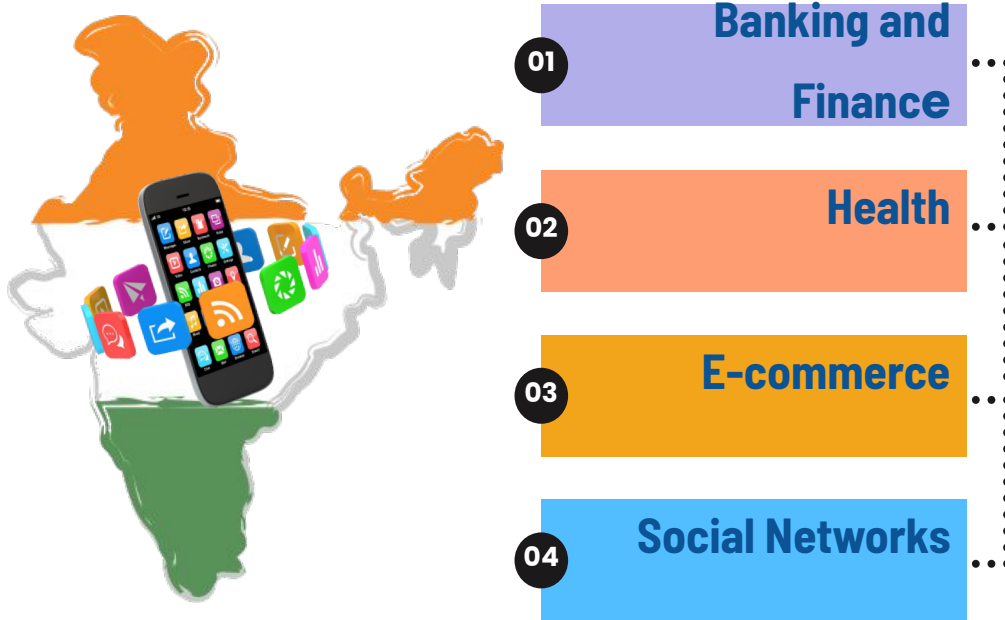 01
Banking and
Finance
02
Health
03
E-commerce
04
Social Networks